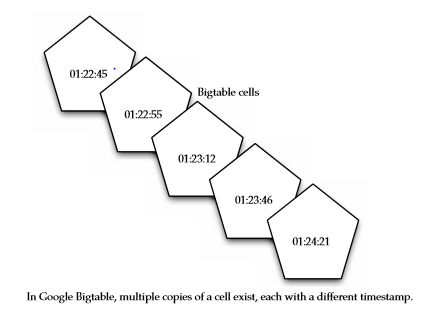 01:22:45
Bigtable cells
01:22:55
01:23:12
01:23:46
01:24:21
In Google Bigtable, multiple copies of a cell exist, each with a different timestamp.